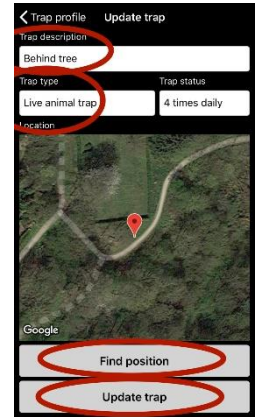 Trap profile Update trap
Trap description
Behind tree
Trap type Trap status
Live animal trap 4 times daily
Location
Google
Find position
Update trap